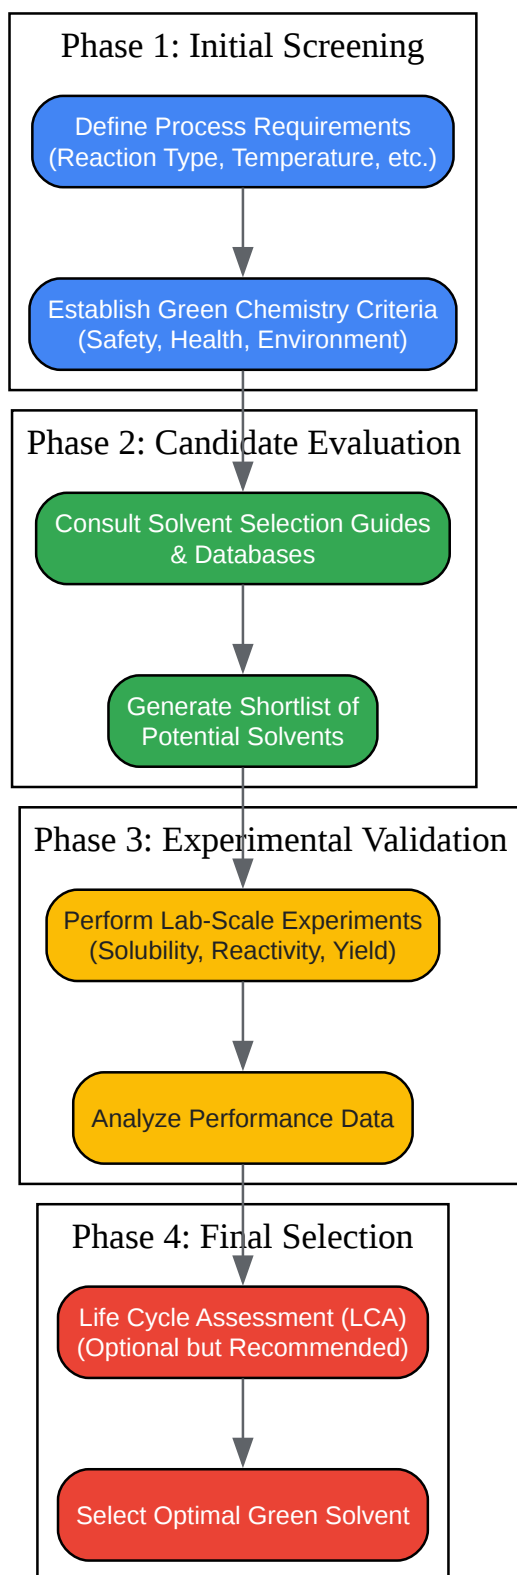 Phase 1: Initial Screening
Define Process Requirements
(Reaction Type, Temperature, etc.)
Establish Green Chemistry Criteria
(Safety, Health, Environment)
Phase 2: Candidate Evaluation
Consult Solvent Selection Guides
& Databases
Generate Shortlist of
Potential Solvents
Phase 3: Experimental Validation
Perform Lab-Scale Experiments
(Solubility, Reactivity, Yield)
Analyze Performance Data
Phase 4: Final Selection
Life Cycle Assessment (LCA)
(Optional but Recommended)
Select Optimal Green Solvent